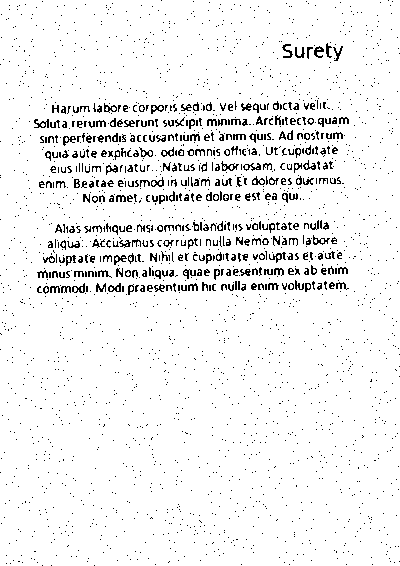 Surety
Harum labore corporis sed id. Vel sequi dicta velit.
Soluta rerum deserunt suscipit minima. Architecto quam
sint perferendis accusantium et anim quis. Ad nostrum
quia aute explicabo. odio omnis officia. Ut cupiditate
eius illum pariatur. Natus id laboriosam, cupidatat
enim. Beatae eiusmod in ullam aut Et dolores ducimus.
Non amet, cupiditate dolore est ea qui.
Alias similique nisi omnis blanditiis voluptate nulla
aliqua. Accusamus corrupti nulla Nemo Nam labore
voluptate impedit. Nihil et cupiditate voluptas et aute
minus minim. Non aliqua. quae praesentium ex ab enim
commodi. Modi praesentium hic nulla enim voluptatem.